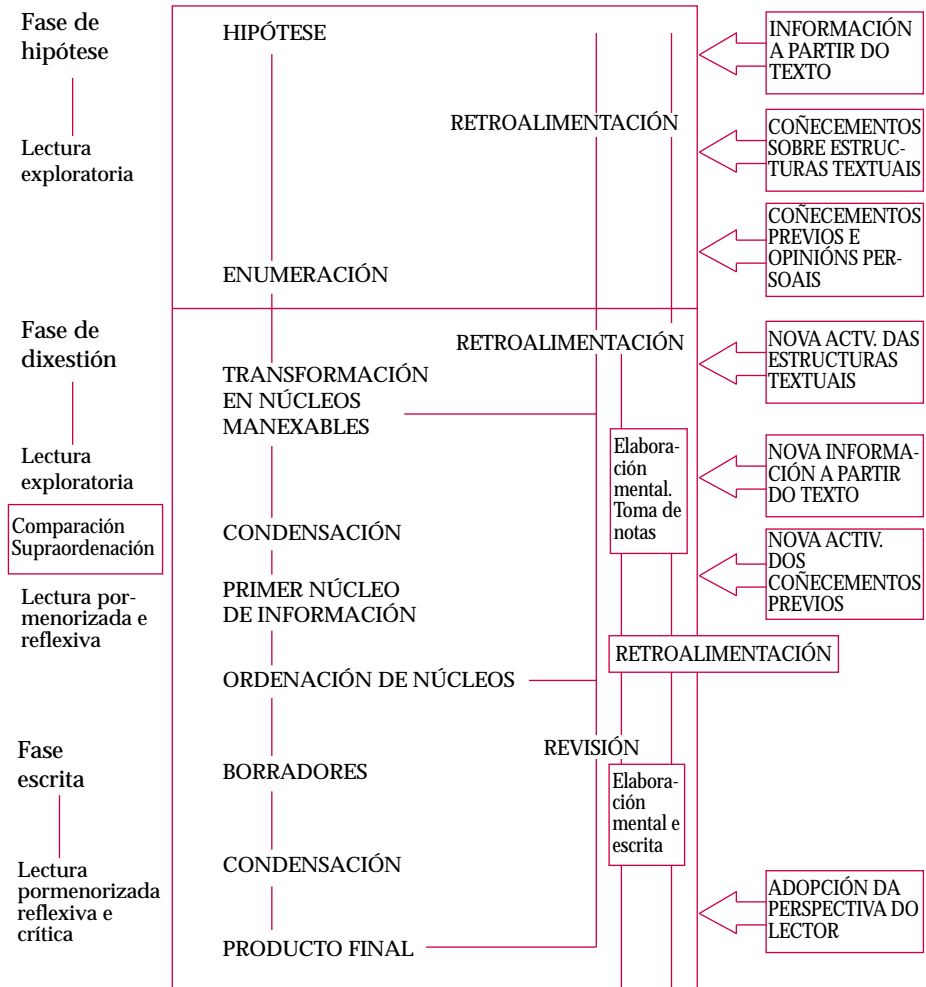 Fase de
hipótese
Lectura
exploratoria
HIPÓTESE
RETROALIMENTACIÓN
ENUMERACIÓN
INFORMACIÓN
A PARTIR DO
TEXTO
COÑECEMENTOS
SOBRE ESTRUC-
TURAS TEXTUAIS
COÑECEMENTOS
PREVIOS E
OPINIÓNS PER-
SOAIS
Fase de
dixestión
Lectura
exploratoria
Comparación
Supraordenación
Lectura por-
menorizada e
reflexiva
RETROALIMENTACIÓN
TRANSFORMACIÓN
EN NÚCLEOS
MANEXABLES
CONDENSACIÓN
PRIMER NÚCLEO
DE INFORMACIÓN
ORDENACIÓN DE NÚCLEOS
Elabora-
ción
mental.
Toma de
notas
RETROALIMENTACIÓN
NOVA ACTV. DAS
ESTRUCTURAS
TEXTUAIS
NOVA INFORMA-
CIÓN A PARTIR
DO TEXTO
NOVA ACTIV.
DOS
COÑECEMENTOS
PREVIOS
Fase
escrita
Lectura
pormenorizada
reflexiva e
crítica
REVISIÓN
BORRADORES
CONDENSACIÓN
PRODUCTO FINAL
Elabora-
ción
mental e
escrita
ADOPCIÓN DA
PERSPECTIVA DO
LECTOR